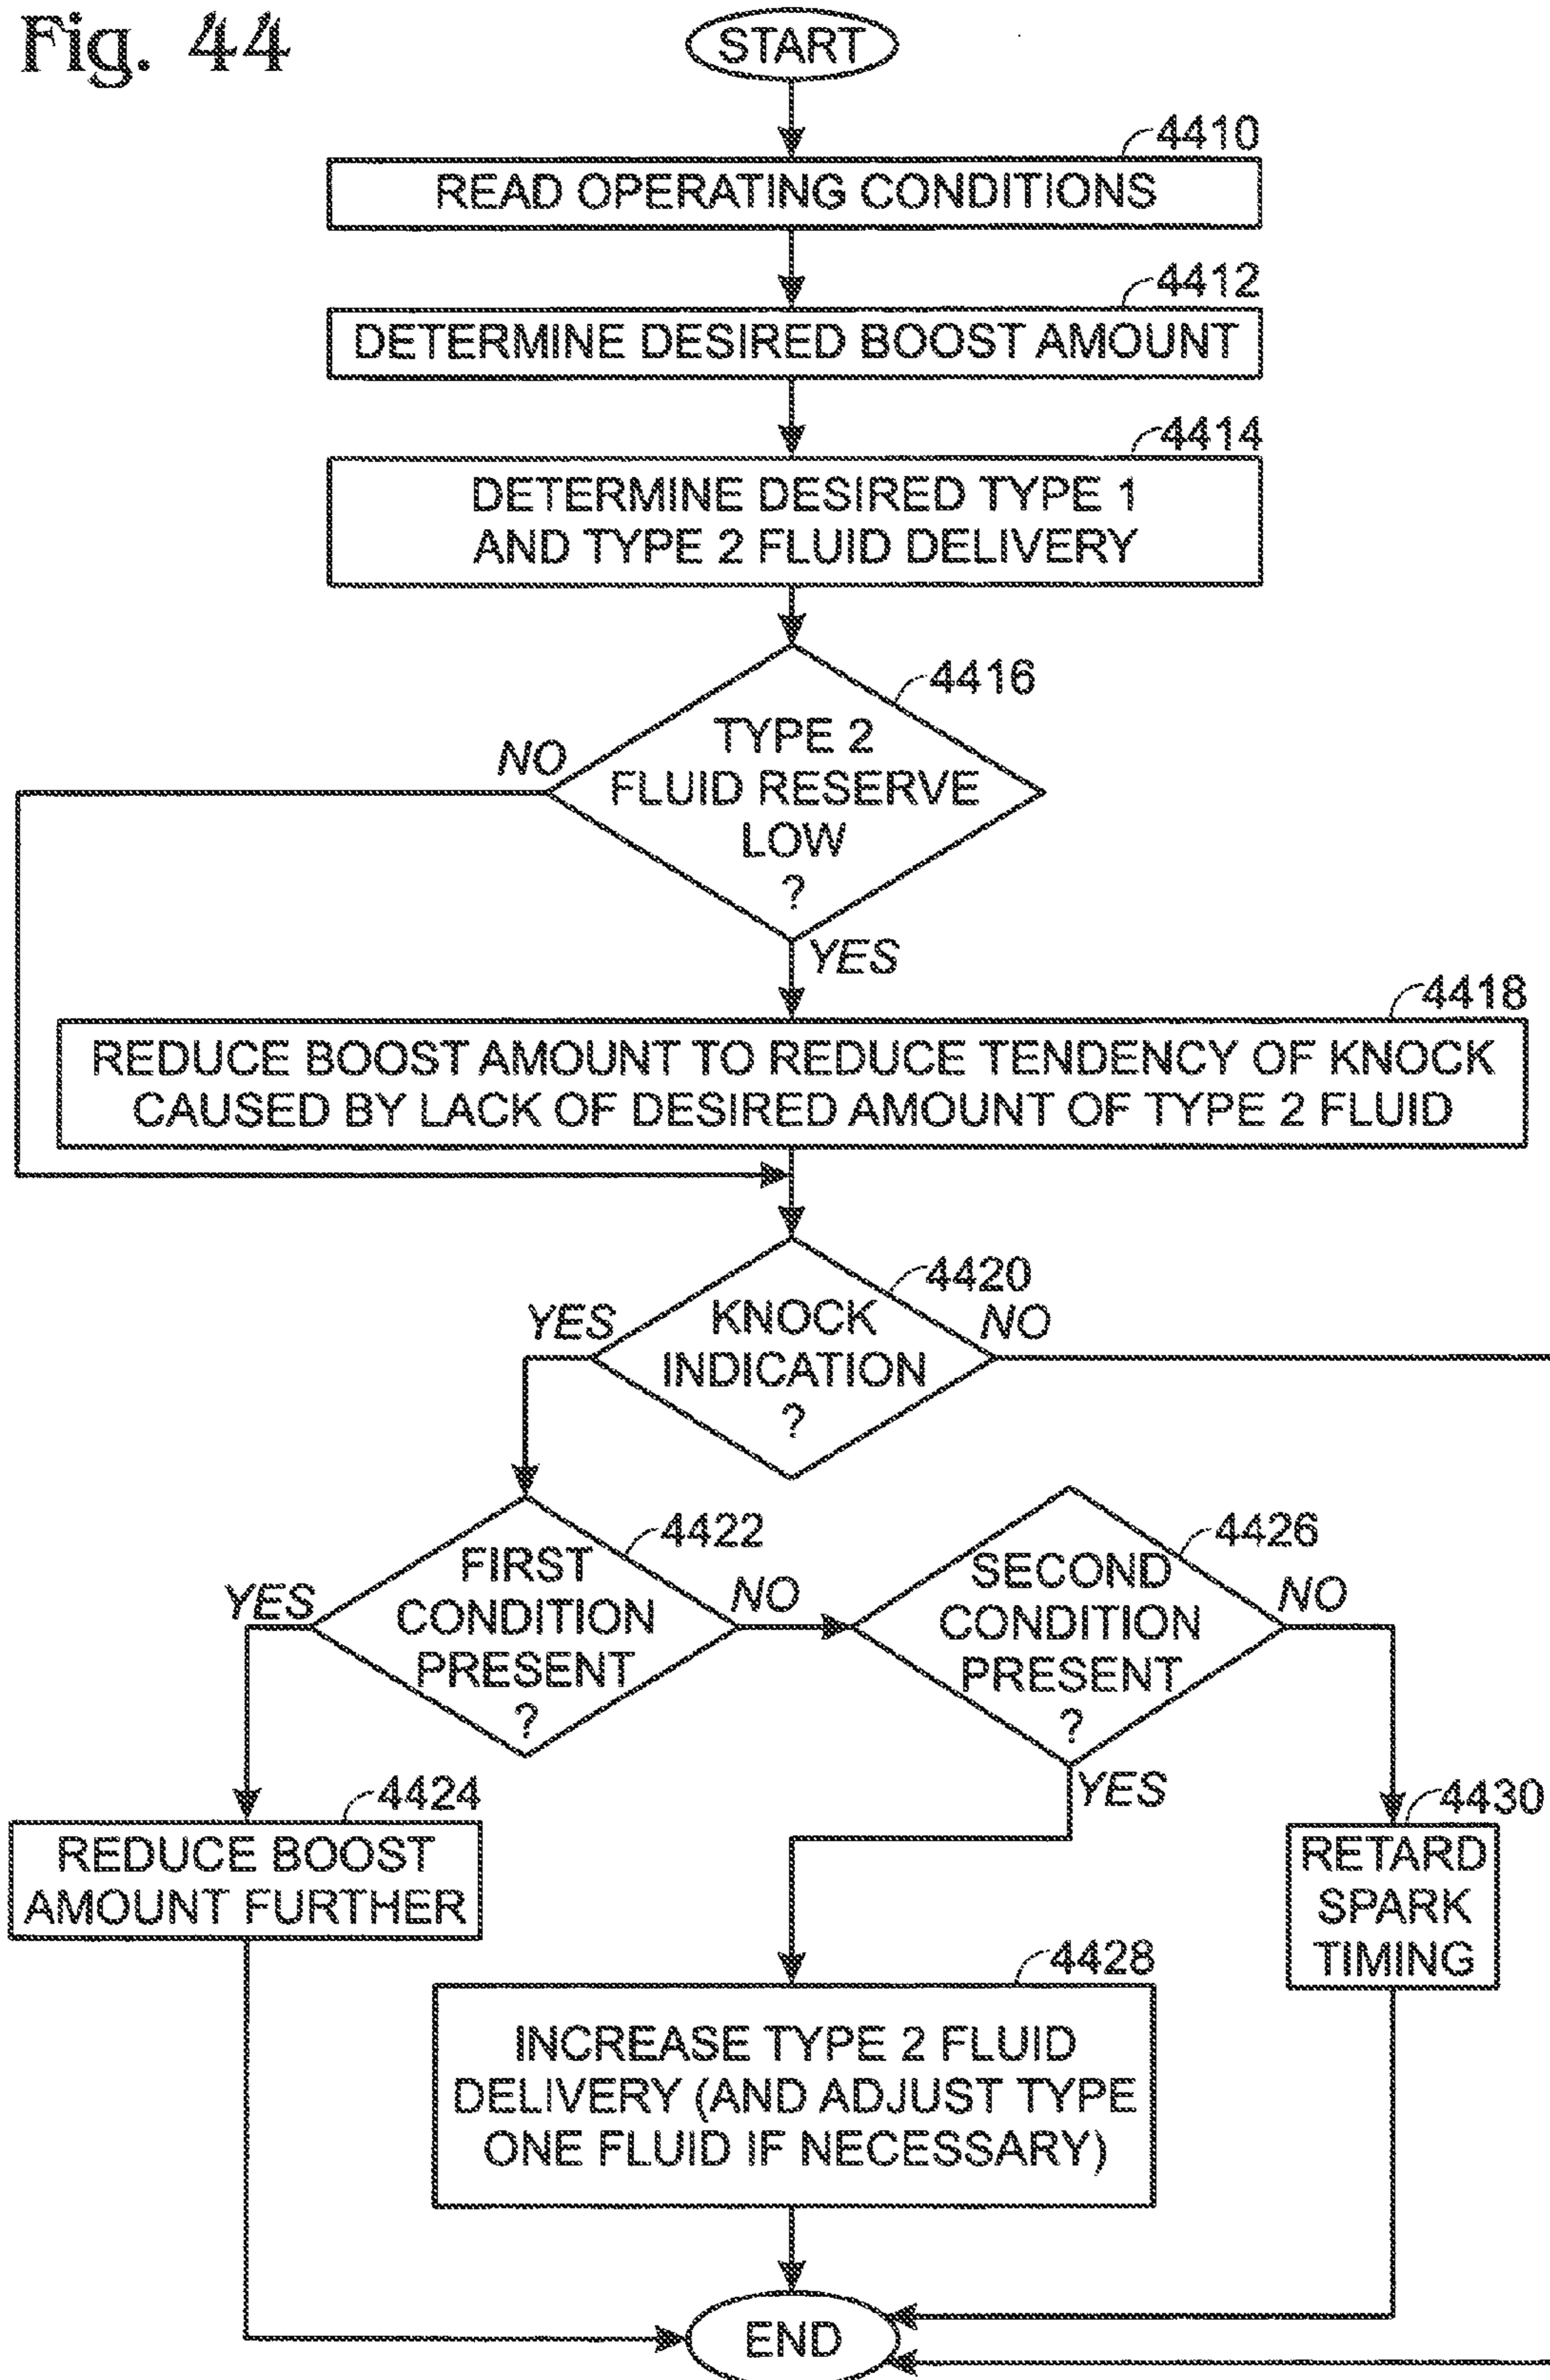 Fig. 44
START
4410
READ OPERATING CONDITIONS
4412
DETERMINE DESIRED BOOST AMOUNT
4414
DETERMINE DESIRED TYPE 1
AND TYPE 2 FLUID DELIVERY
4416
TYPE 2
FLUID RESERVE
LOW
?
NO
YES
4418
REDUCE BOOST AMOUNT TO REDUCE TENDENCY OF KNOCK
CAUSED BY LACK OF DESIRED AMOUNT OF TYPE 2 FLUID
4420
YES
KNOCK
INDICATION
?
NO
4422
YES
FIRST
CONDITION
PRESENT
?
NO
4426
SECOND
CONDITION
PRESENT
?
NO
YES
4424
REDUCE BOOST
AMOUNT FURTHER
4430
RETARD
SPARK
TIMING
4428
INCREASE TYPE 2 FLUID
DELIVERY (AND ADJUST TYPE
ONE FLUID IF NECESSARY)
END